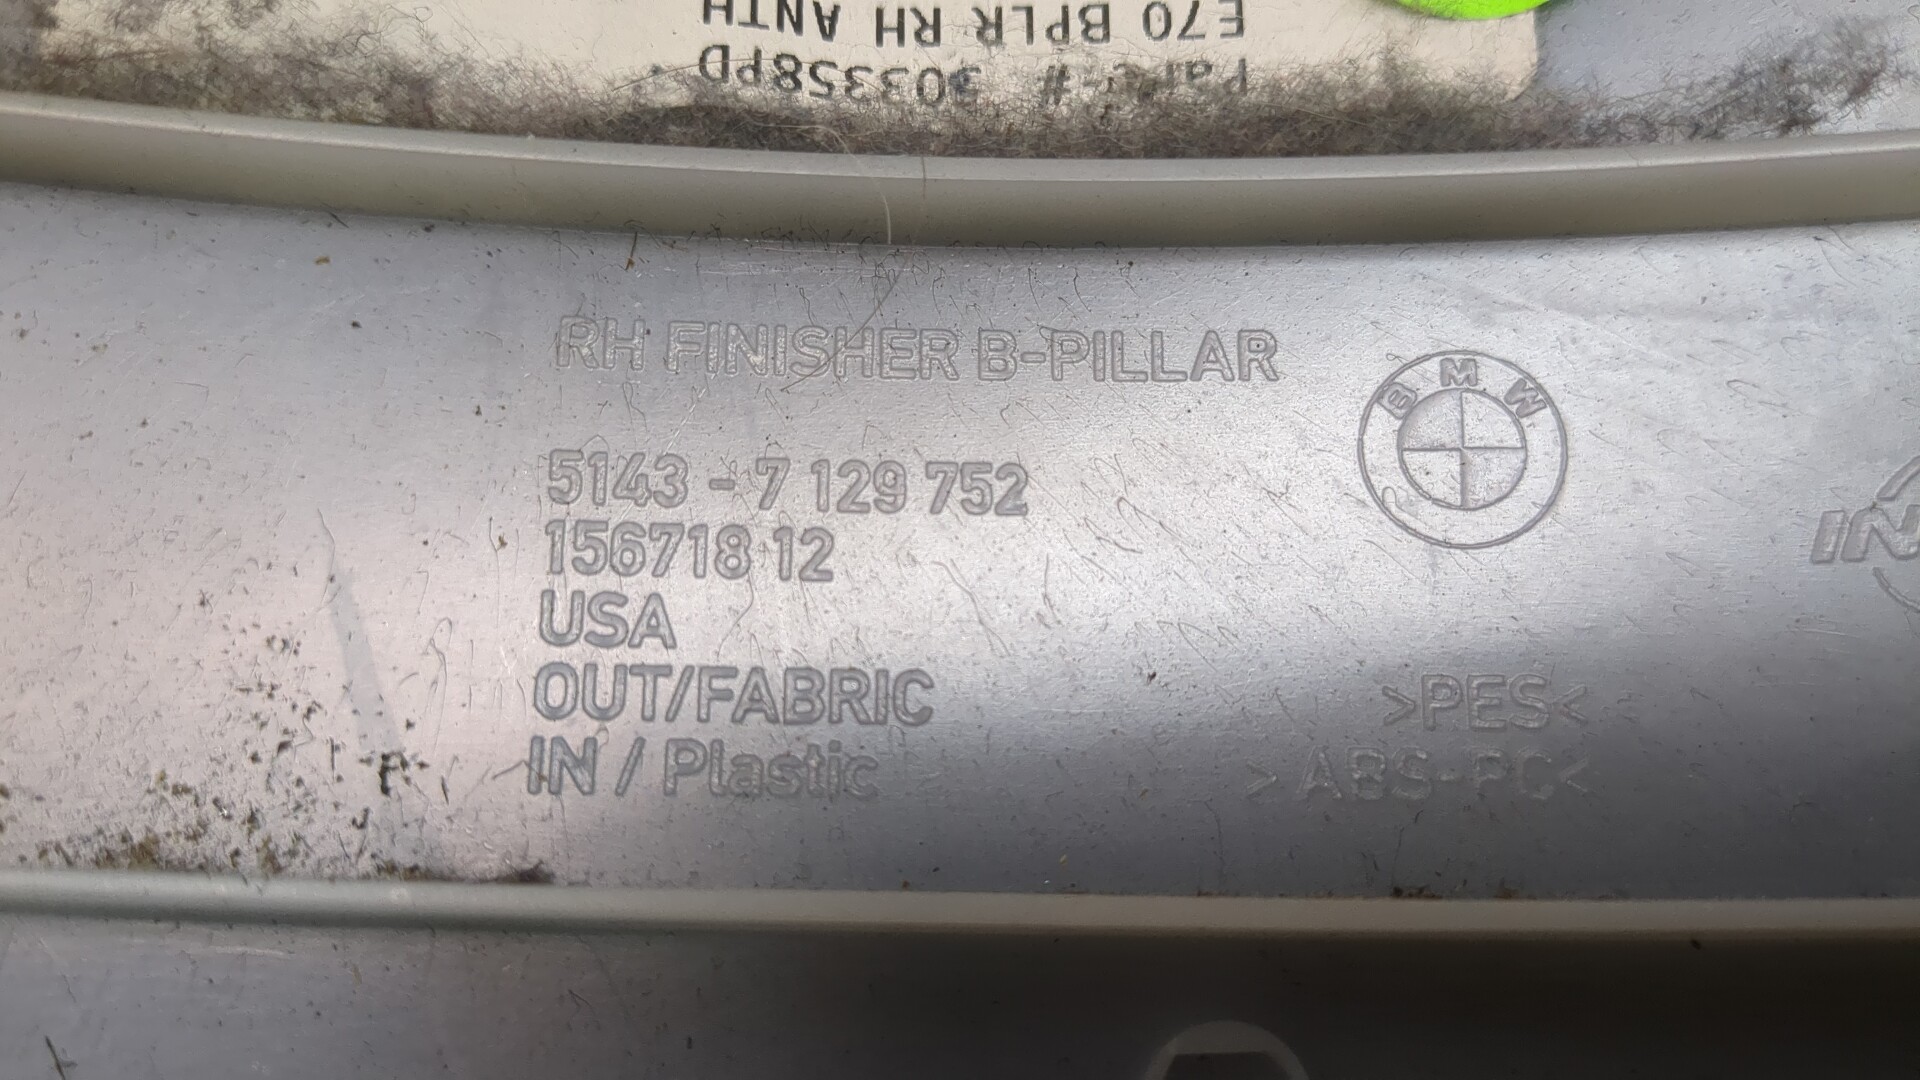 E70 BPLR RH ANTH
Part # 303358PD
RH FINISHER B-PILLAR
BMW
5143 - 7 129 752
156718 12
USA
OUT/FABRIC
>PES<
IN / Plastic
>ABS-PC<